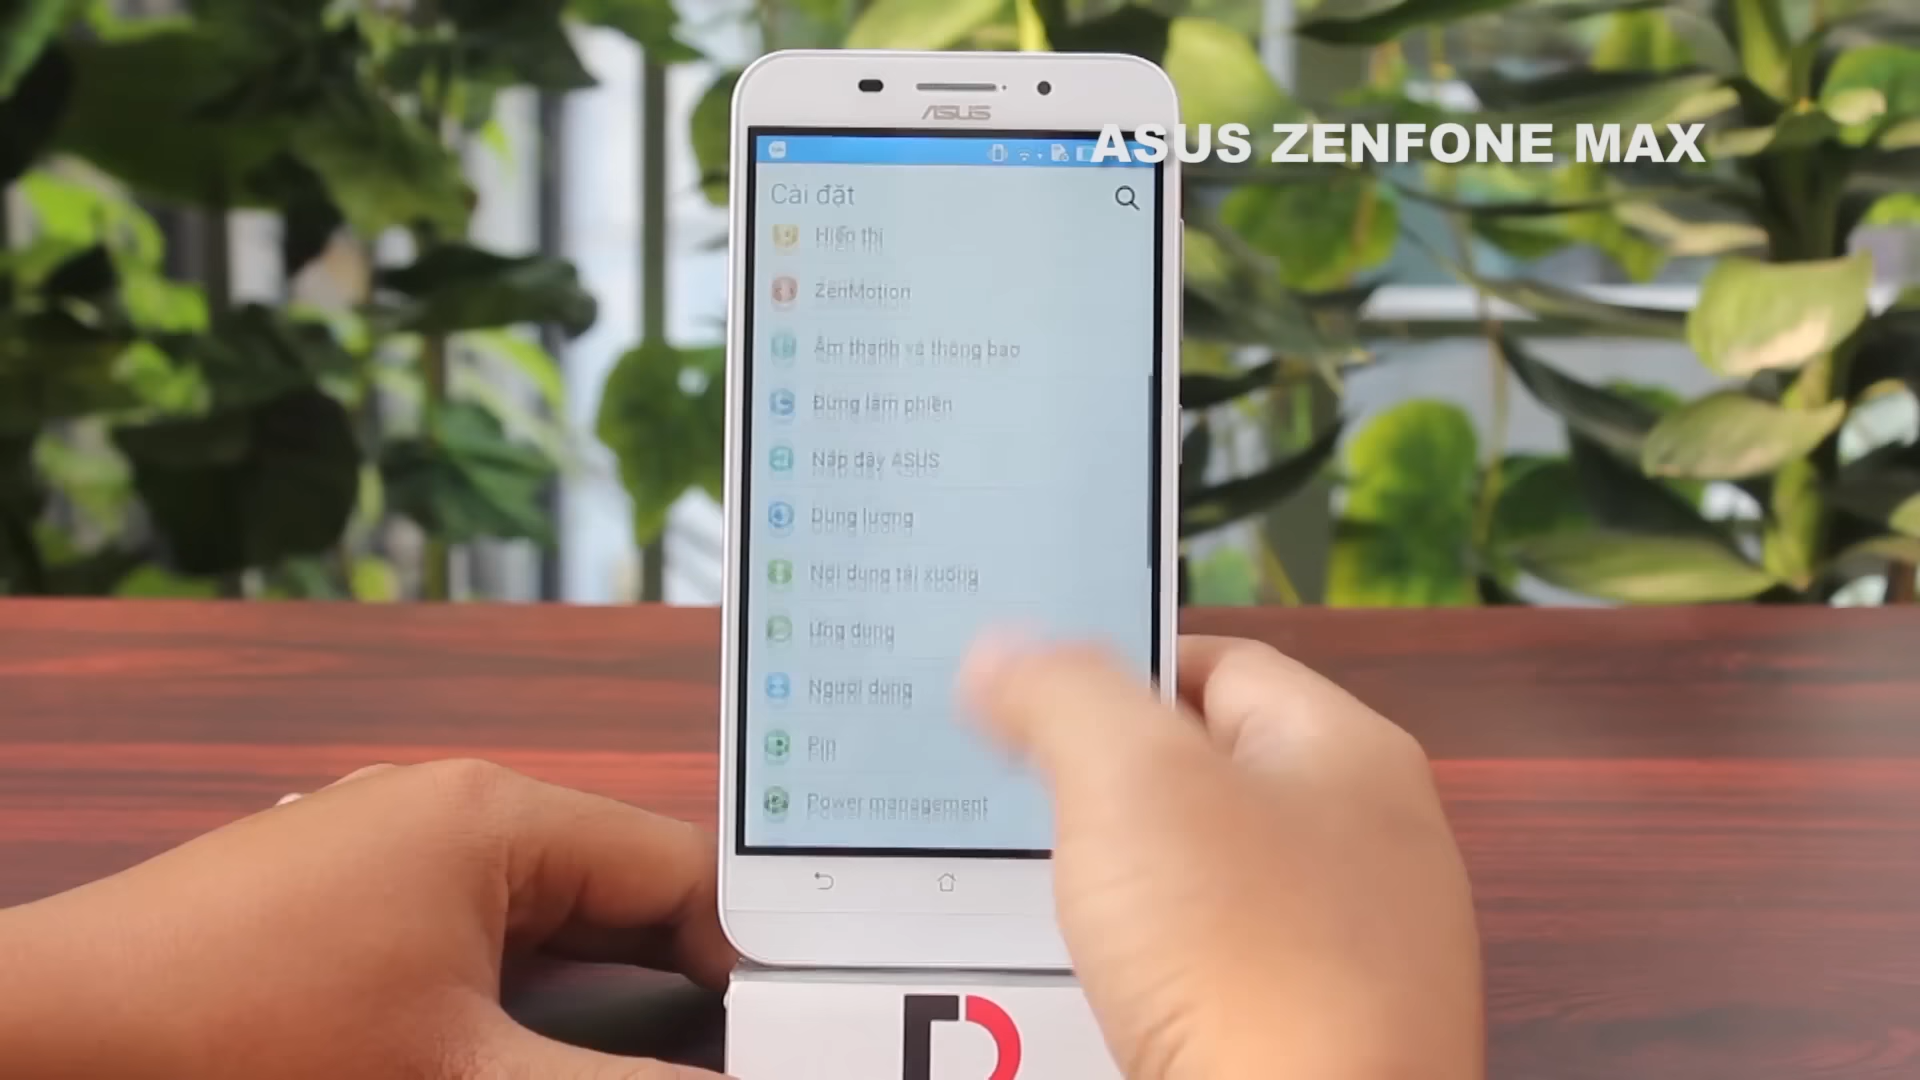 ASUS
ASUS ZENFONE MAX
Cài đặt
Hiển thị
ZenMotion
Âm thanh và thông báo
Đừng làm phiền
Nắp đậy ASUS
Dung lượng
Nội dung tải xuống
Ứng dụng
Người dùng
Pin
Power management